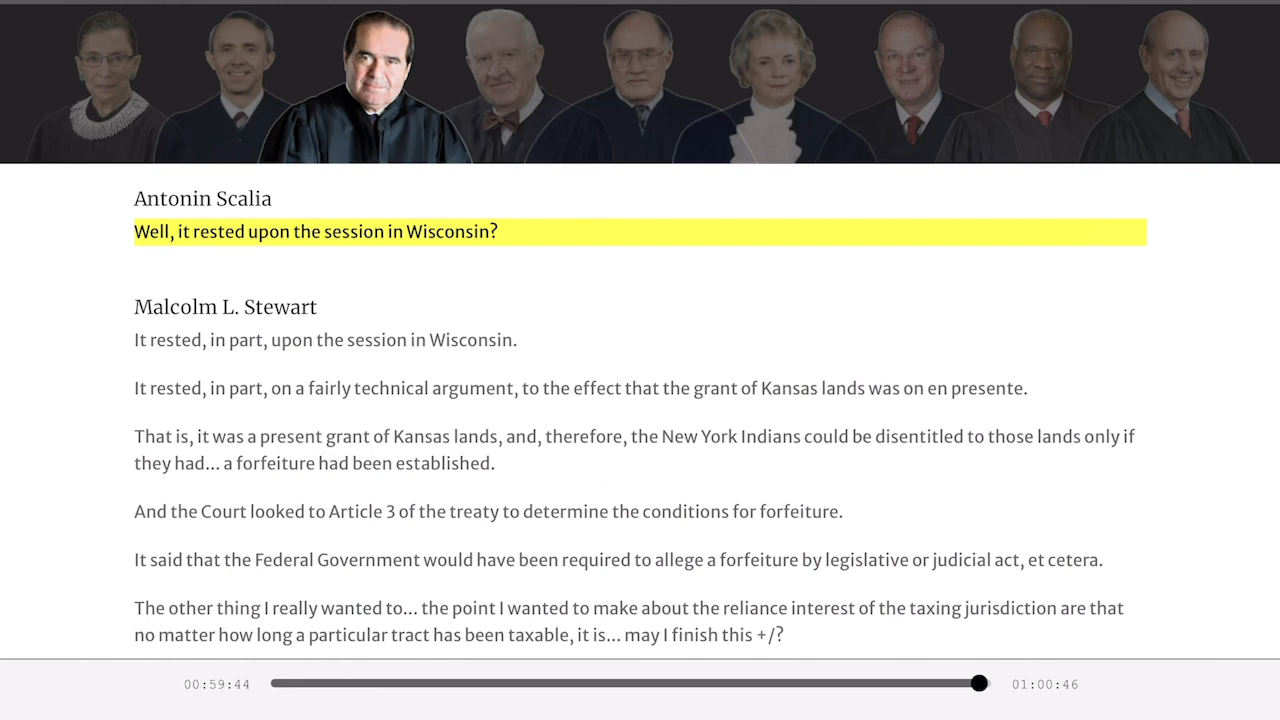 Antonin Scalia
Well, it rested upon the session in Wisconsin?
Malcolm L. Stewart
It rested, in part, upon the session in Wisconsin.
It rested, in part, on a fairly technical argument, to the effect that the grant of Kansas lands was on en presente.
That is, it was a present grant of Kansas lands, and, therefore, the New York Indians could be disentitled to those lands only if
they had... a forfeiture had been established.
And the Court looked to Article 3 of the treaty to determine the conditions for forfeiture.
It said that the Federal Government would have been required to allege a forfeiture by legislative or judicial act, et cetera.
The other thing I really wanted to... the point I wanted to make about the reliance interest of the taxing jurisdiction are that
no matter how long a particular tract has been taxable, it is... may I finish this +/?
00:59:44
01:00:46